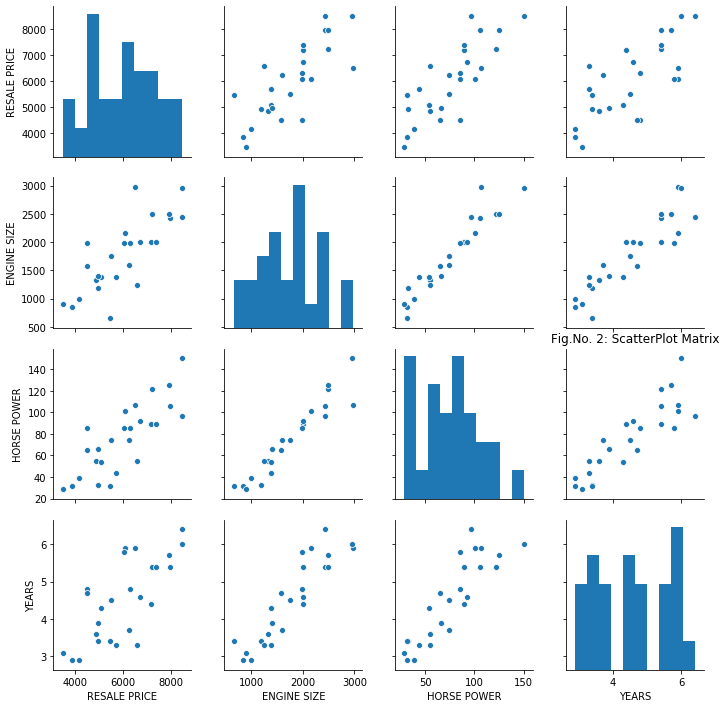 RESALE PRICE
8000
7000
6000
5000
4000
ENGINE SIZE
3000
2500
2000
1500
1000
500
Fig.No. 2: ScatterPlot Matrix
HORSE POWER
140
120
100
80
60
40
20
YEARS
6
5
4
3
4000 6000 8000
RESALE PRICE
1000 2000 3000
ENGINE SIZE
50 100 150
HORSE POWER
4 6
YEARS